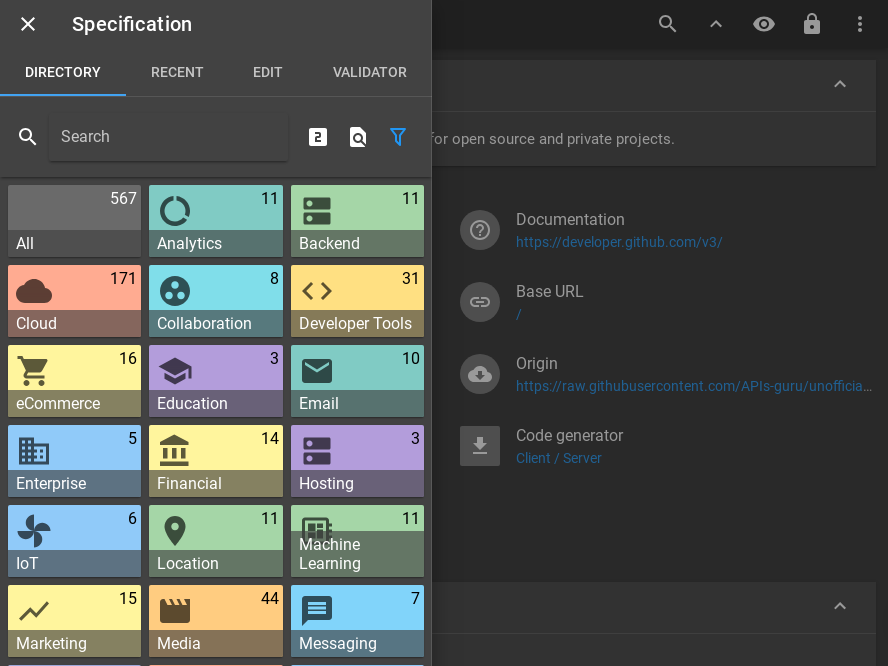 Specification
DIRECTORY
RECENT
EDIT
VALIDATOR
Search
2
567
All
11
Analytics
11
Backend
171
Cloud
8
Collaboration
31
Developer Tools
16
eCommerce
3
Education
10
Email
5
Enterprise
14
Financial
3
Hosting
6
IoT
11
Location
11
Machine
Learning
15
Marketing
44
Media
7
Messaging
for open source and private projects.
Documentation
https://developer.github.com/v3/
Base URL
/
Origin
https://raw.githubusercontent.com/APIs-guru/unofficia...
Code generator
Client / Server